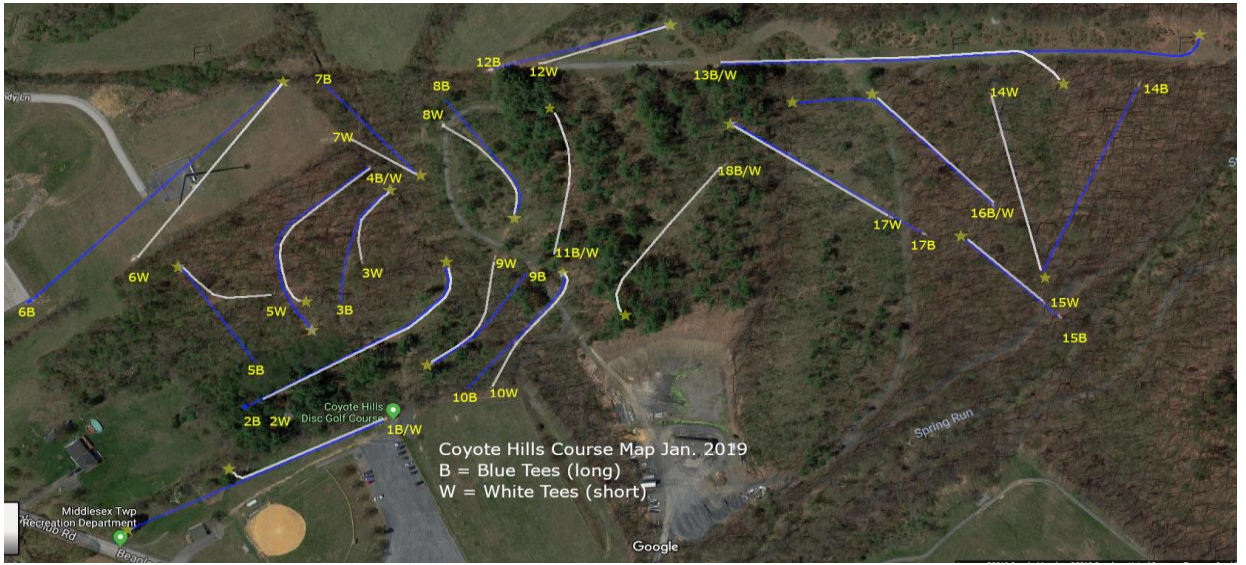 12B
12W
13B/W
7B
8B
14W
14B
8W
7W
4B/W
18B/W
16B/W
17W
17B
11B/W
6W
3W
9W
9B
6B
5W
3B
15W
15B
5B
10B
10W
2B 2W
Coyote Hills
Disc Golf Course
1B/W
Coyote Hills Course Map Jan. 2019
B = Blue Tees (long)
W = White Tees (short)
Spring Run
Middlesex Twp
Recreation Department
Google